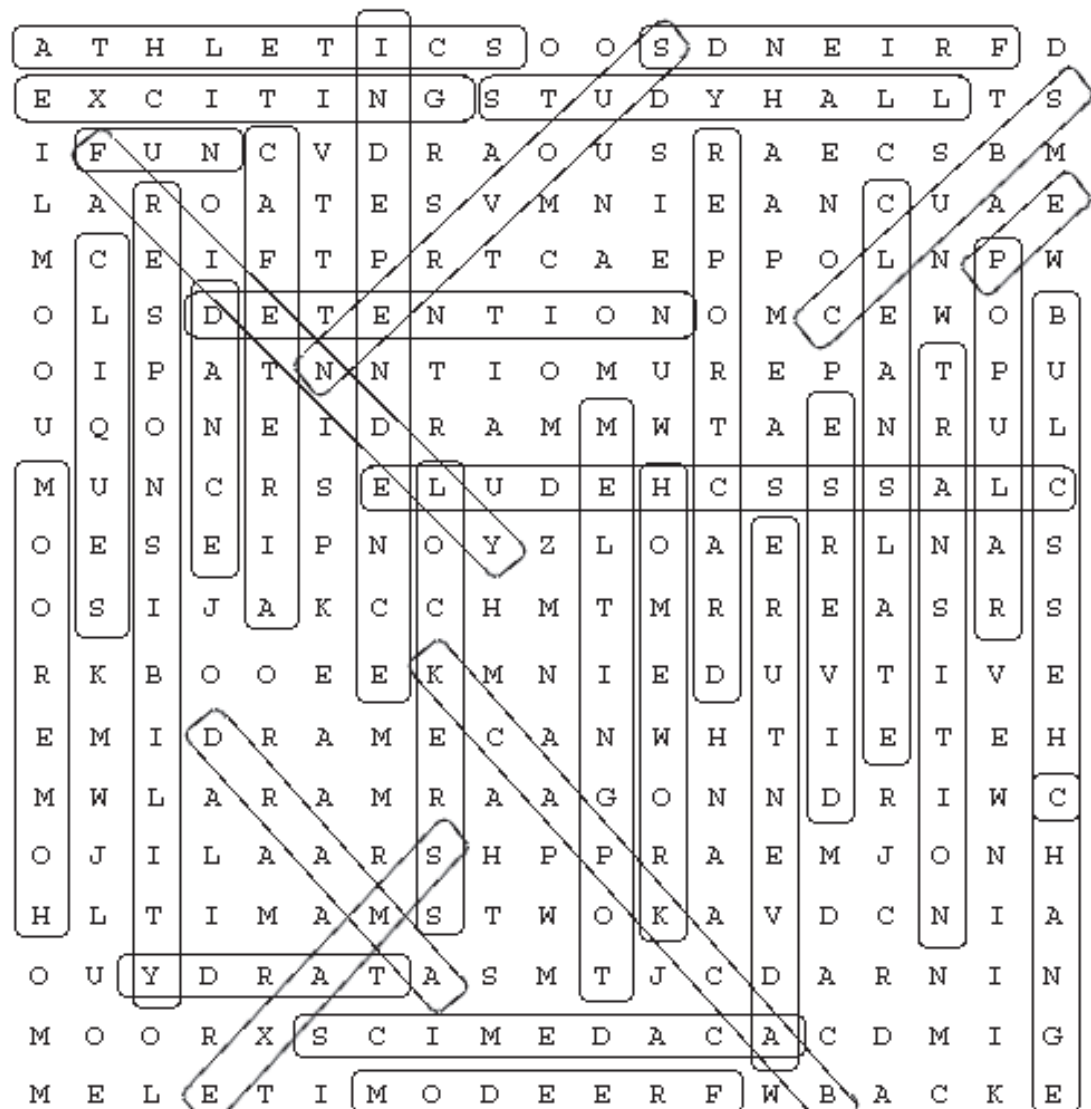 A T H L E T I C S O O S D N E I R F D
E X C I T I N G S T U D Y H A L L T S
I F U N C V D R A O U S R A E C S B M
L A R O A T E S V M N I E A N C U A E
M C E I F T P R T C A E P P O L N P W
O L S D E T E N T I O N O M C E W O B
O I P A T N N T I O M U R E P A T P U
U Q O N E I D R A M M W T A E N R U L
M U N C R S E L U D E H C S S S A L C
O E S E I P N O Y Z L O A E R L N A S
O S I J A K C C H M T M R R E A S R S
R K B O O E E K M N I E D U V T I V E
E M I D R A M E C A N W H T I E T E H
M W L A R A M R A A G O N N D R I W C
O J I L A A R S H P P R A E M J O N H
H L T I M A M S T W O K A V D C N I A
O U Y D R A T A S M T J C D A R N I N
M O O R X S C I M E D A C A C D M I G
M E L E T I M O D E E R F W B A C K E